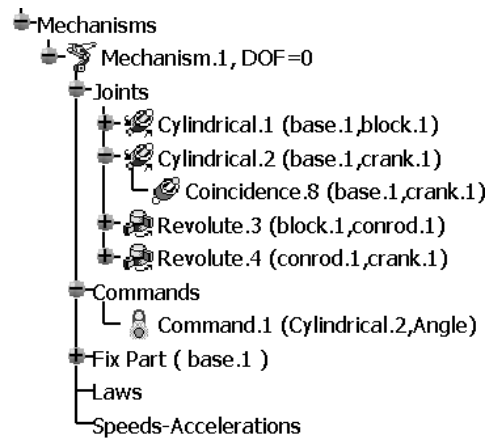 Mechanisms
Mechanism.1, DOF=0
Joints
Cylindrical.1 (base.1,block.1)
Cylindrical.2 (base.1,crank.1)
Coincidence.8 (base.1,crank.1)
Revolute.3 (block.1,conrod.1)
Revolute.4 (conrod.1,crank.1)
Commands
Command.1 (Cylindrical.2,Angle)
Fix Part ( base.1 )
Laws
Speeds-Accelerations